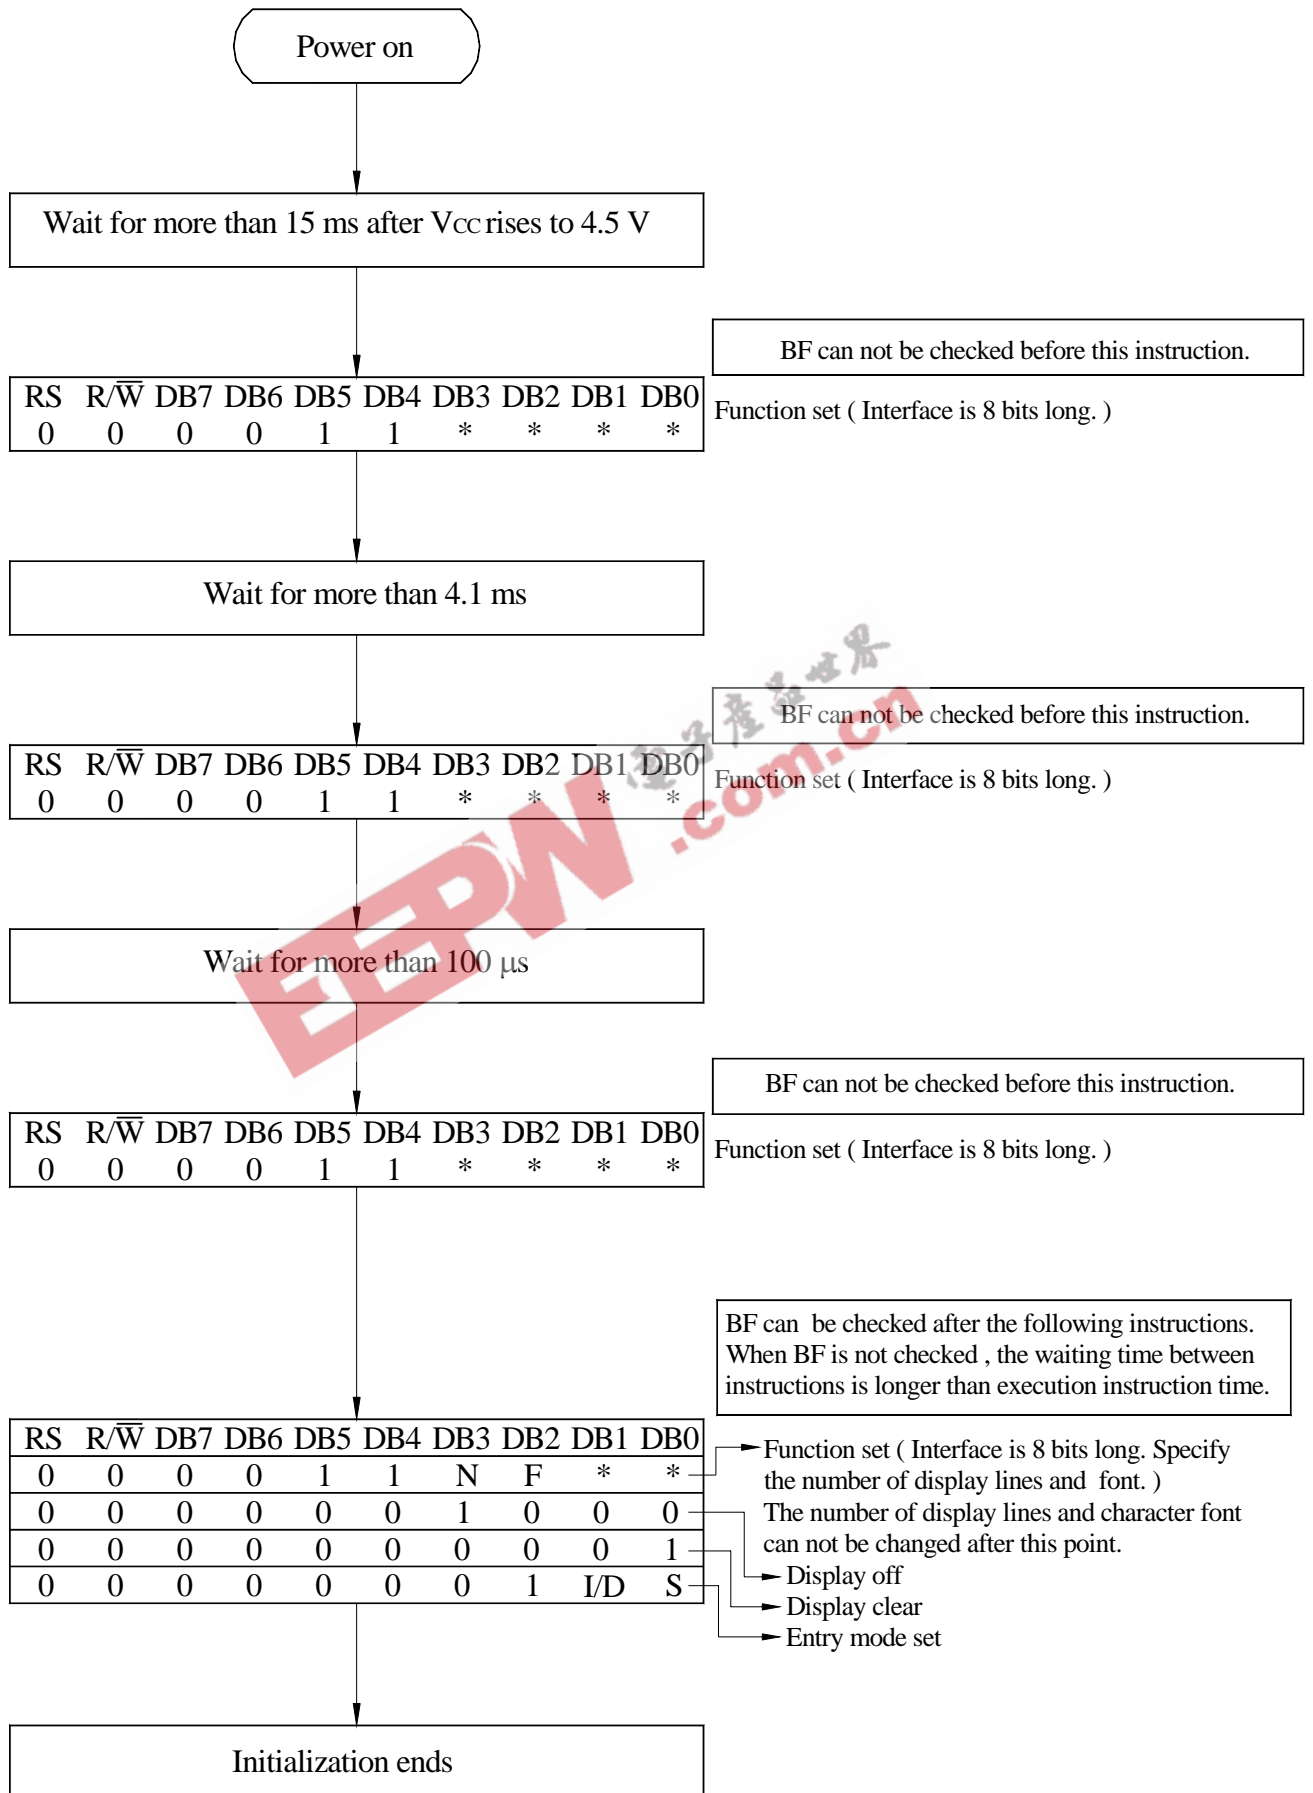 Power on
Wait for more than 15 ms after VCC rises to 4.5 V
BF can not be checked before this instruction.
RS R/W̅ DB7 DB6 DB5 DB4 DB3 DB2 DB1 DB0
Function set ( Interface is 8 bits long. )
0 0 0 0 1 1 * * * *
Wait for more than 4.1 ms
電子產品世界
BF can not be checked before this instruction.
.com.cn
RS R/W̅ DB7 DB6 DB5 DB4 DB3 DB2 DB1 DB0
Function set ( Interface is 8 bits long. )
0 0 0 0 1 1 * * * *
EEPW
Wait for more than 100 μs
BF can not be checked before this instruction.
RS R/W̅ DB7 DB6 DB5 DB4 DB3 DB2 DB1 DB0
Function set ( Interface is 8 bits long. )
0 0 0 0 1 1 * * * *
BF can be checked after the following instructions.
When BF is not checked , the waiting time between
instructions is longer than execution instruction time.
RS R/W̅ DB7 DB6 DB5 DB4 DB3 DB2 DB1 DB0
0 0 0 0 1 1 N F * *
0 0 0 0 0 0 1 0 0 0
0 0 0 0 0 0 0 0 0 1
0 0 0 0 0 0 0 1 I/D S
Function set ( Interface is 8 bits long. Specify
the number of display lines and font. )
The number of display lines and character font
can not be changed after this point.
Display off
Display clear
Entry mode set
Initialization ends